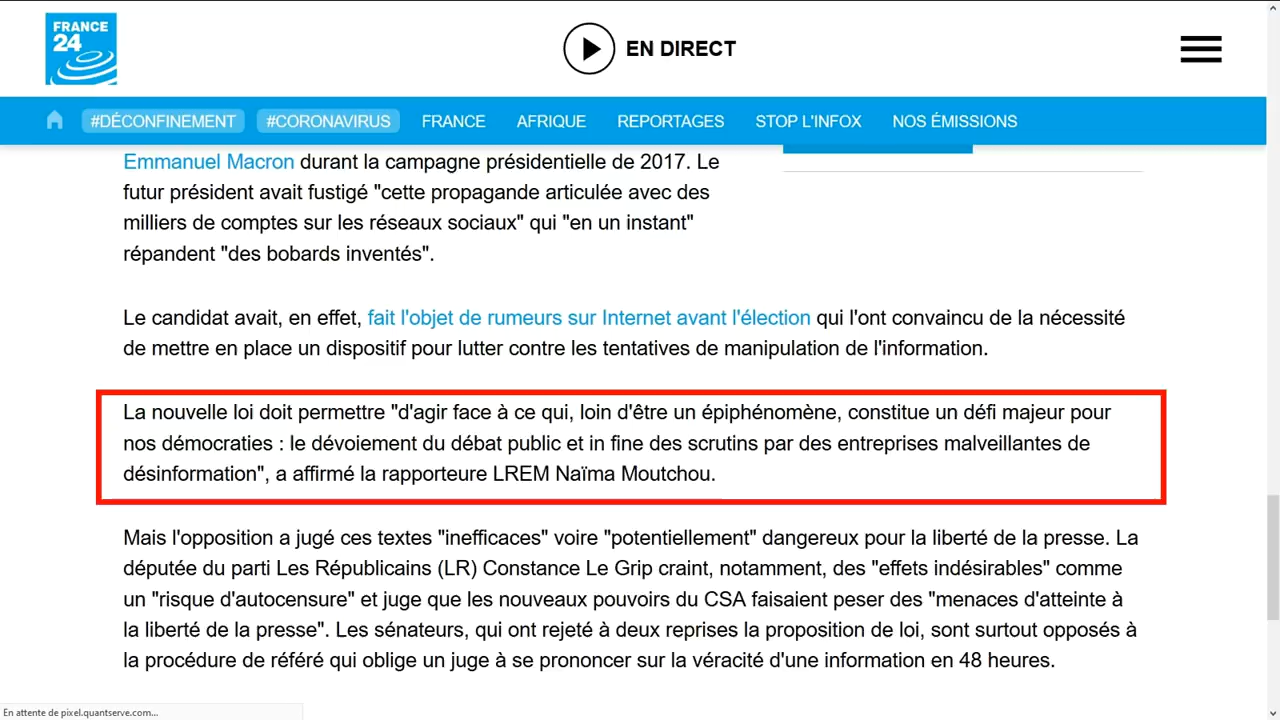 FRANCE
24
EN DIRECT
#DÉCONFINEMENT
#CORONAVIRUS
FRANCE
AFRIQUE
REPORTAGES
STOP L'INFOX
NOS ÉMISSIONS
Emmanuel Macron durant la campagne présidentielle de 2017. Le
futur président avait fustigé "cette propagande articulée avec des
milliers de comptes sur les réseaux sociaux" qui "en un instant"
répandent "des bobards inventés".
Le candidat avait, en effet, fait l'objet de rumeurs sur Internet avant l'élection qui l'ont convaincu de la nécessité
de mettre en place un dispositif pour lutter contre les tentatives de manipulation de l'information.
La nouvelle loi doit permettre "d'agir face à ce qui, loin d'être un épiphénomène, constitue un défi majeur pour
nos démocraties : le dévoiement du débat public et in fine des scrutins par des entreprises malveillantes de
désinformation", a affirmé la rapporteure LREM Naïma Moutchou.
Mais l'opposition a jugé ces textes "inefficaces" voire "potentiellement" dangereux pour la liberté de la presse. La
députée du parti Les Républicains (LR) Constance Le Grip craint, notamment, des "effets indésirables" comme
un "risque d'autocensure" et juge que les nouveaux pouvoirs du CSA faisaient peser des "menaces d'atteinte à
la liberté de la presse". Les sénateurs, qui ont rejeté à deux reprises la proposition de loi, sont surtout opposés à
la procédure de référé qui oblige un juge à se prononcer sur la véracité d'une information en 48 heures.
En attente de pixel.quantserve.com...